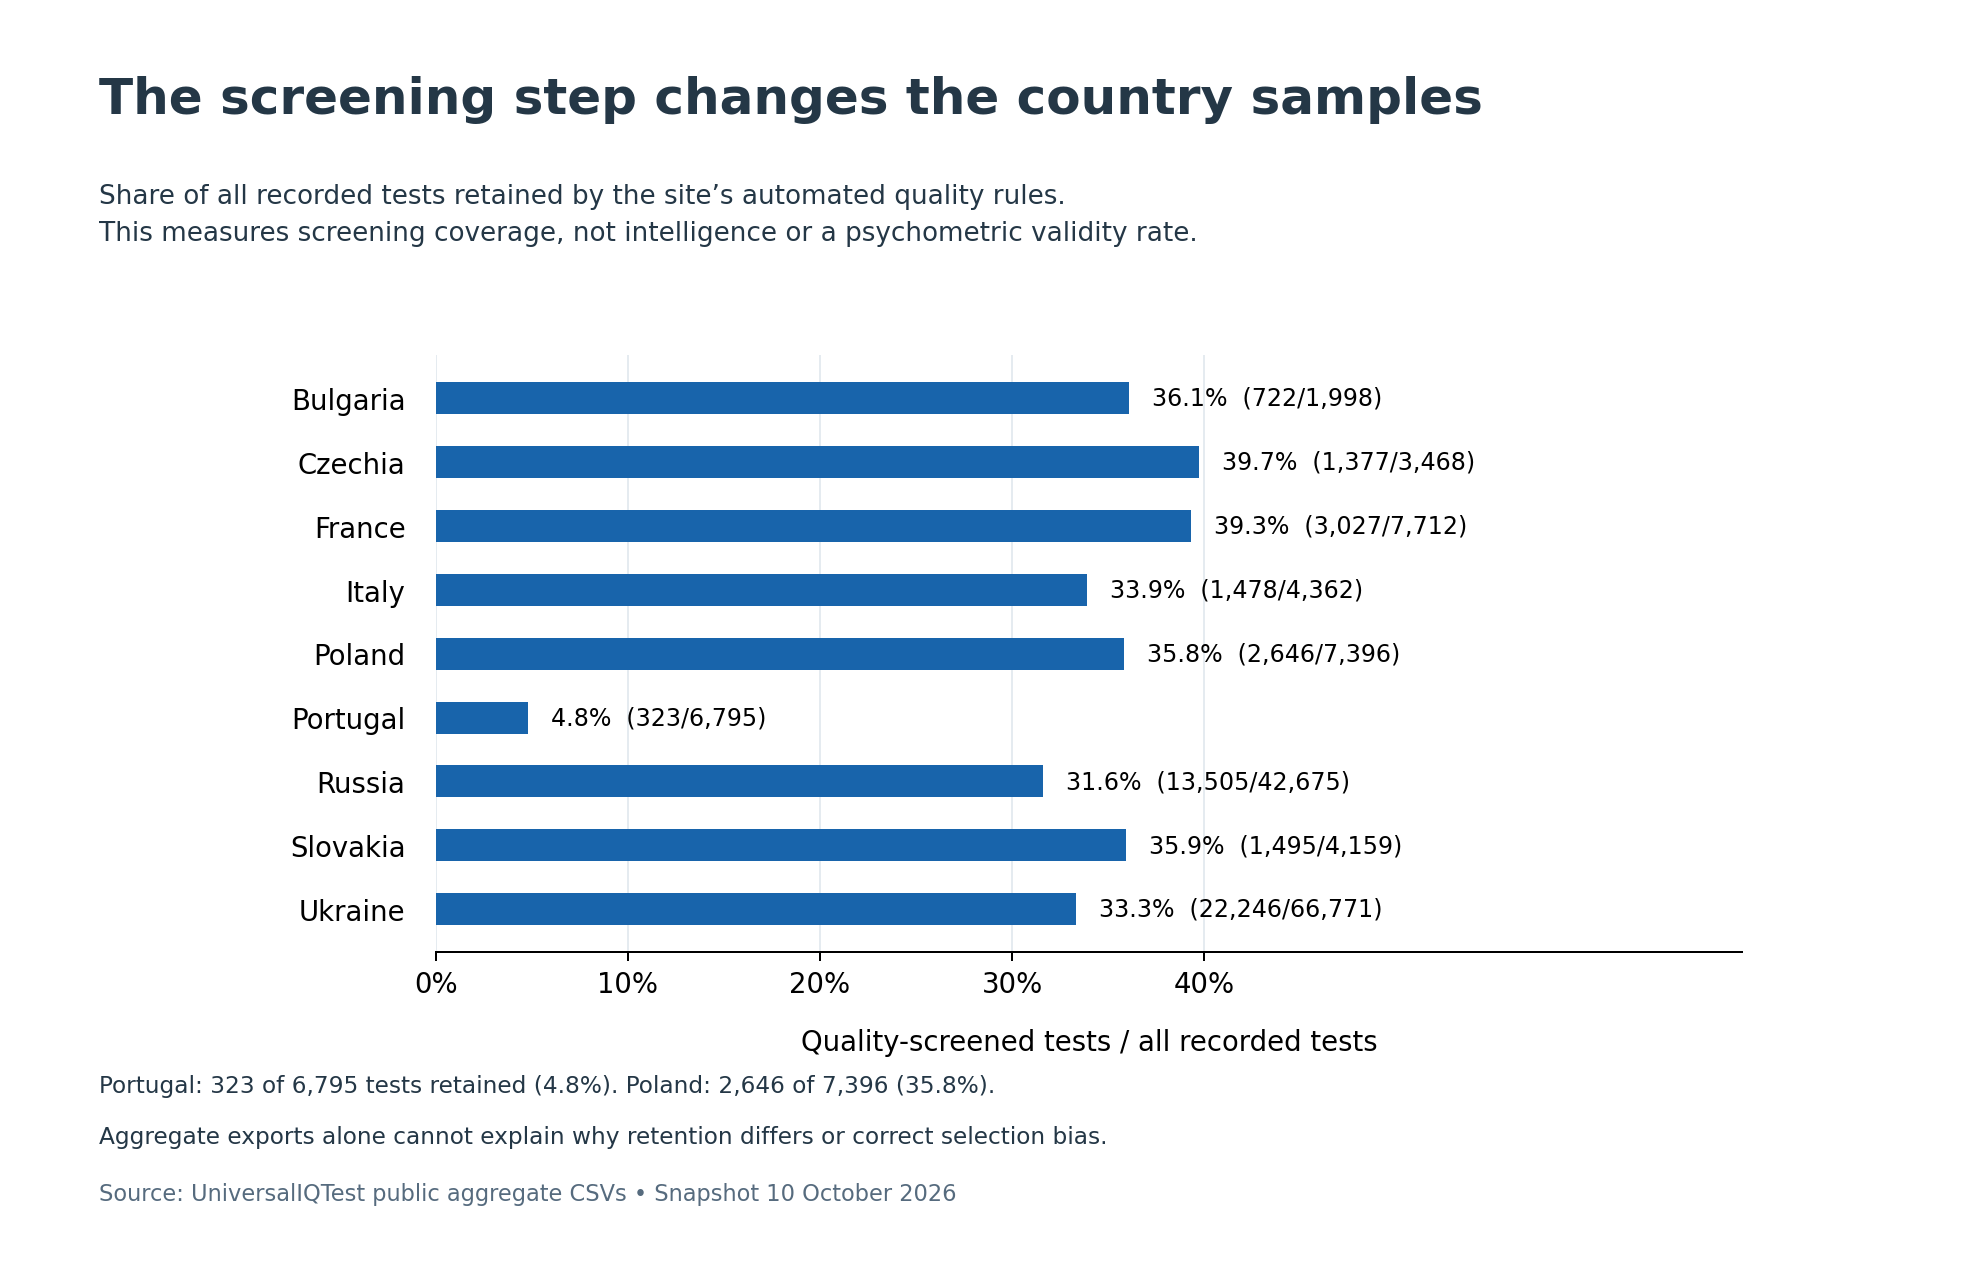 The screening step changes the country samples
Share of all recorded tests retained by the site’s automated quality rules.
This measures screening coverage, not intelligence or a psychometric validity rate.
Bulgaria 36.1% (722/1,998)
Czechia 39.7% (1,377/3,468)
France 39.3% (3,027/7,712)
Italy 33.9% (1,478/4,362)
Poland 35.8% (2,646/7,396)
Portugal 4.8% (323/6,795)
Russia 31.6% (13,505/42,675)
Slovakia 35.9% (1,495/4,159)
Ukraine 33.3% (22,246/66,771)
0% 10% 20% 30% 40%
Quality-screened tests / all recorded tests
Portugal: 323 of 6,795 tests retained (4.8%). Poland: 2,646 of 7,396 (35.8%).
Aggregate exports alone cannot explain why retention differs or correct selection bias.
Source: UniversalIQTest public aggregate CSVs • Snapshot 10 October 2026